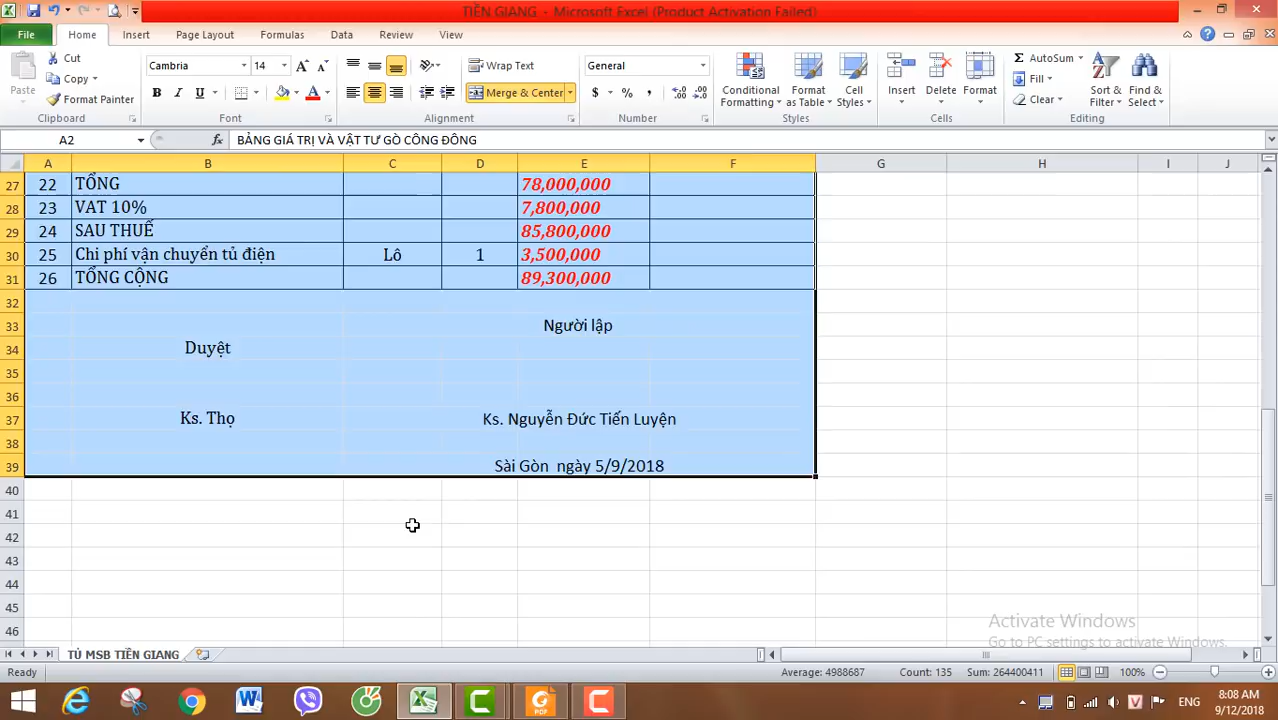 TIỀN GIANG - Microsoft Excel (Product Activation Failed)
File Home Insert Page Layout Formulas Data Review View
Cut
Copy
Format Painter
Paste
Clipboard
Cambria 14
B I U
Font
Wrap Text
Merge & Center
Alignment
General
$ % ,
Number
Conditional Formatting
Format as Table
Cell Styles
Styles
Insert Delete Format
Cells
AutoSum
Fill
Clear
Sort & Filter
Find & Select
Editing
A2 fx BẢNG GIÁ TRỊ VÀ VẬT TƯ GÒ CÔNG ĐÔNG
A B C D E F G H I J
27 22 TỔNG 78,000,000
28 23 VAT 10% 7,800,000
29 24 SAU THUẾ 85,800,000
30 25 Chi phí vận chuyển tủ điện Lô 1 3,500,000
31 26 TỔNG CỘNG 89,300,000
32
33 Người lập
34 Duyệt
35
36
37 Ks. Thọ Ks. Nguyễn Đức Tiến Luyện
38
39 Sài Gòn ngày 5/9/2018
40
41
42
43
44
45
46
Activate Windows
Go to PC settings to activate Windows.
TỦ MSB TIỀN GIANG
Ready Average: 4988687 Count: 135 Sum: 264400411 100%
ENG
8:08 AM
9/12/2018